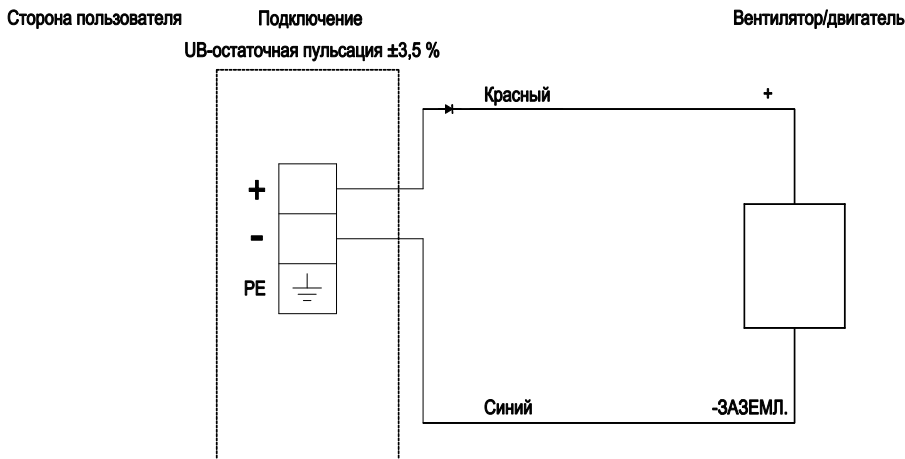 Сторона пользователя
Подключение
Вентилятор/двигатель
UB-остаточная пульсация ±3,5 %
Красный
+
+
-
PE
Синий
-ЗАЗЕМЛ.